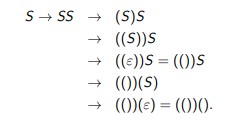 S → SS → (S)S
→ ((S))S
→ ((ε))S = (())S
→ (())(S)
→ (())(ε) = (())().